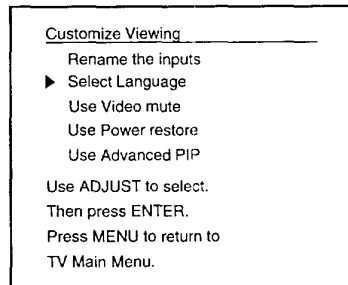 Customize Viewing
Rename the inputs
▶ Select Language
Use Video mute
Use Power restore
Use Advanced PIP
Use ADJUST to select.
Then press ENTER.
Press MENU to return to
TV Main Menu.